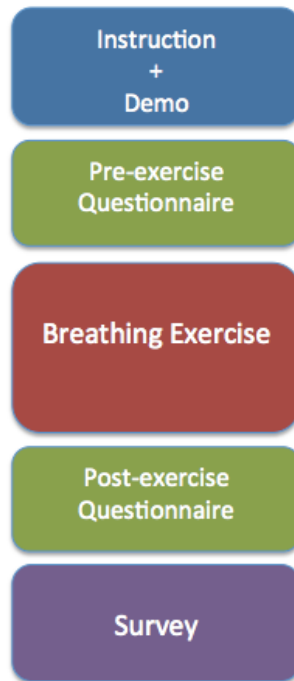 Instruction
+
Demo
Pre-exercise
Questionnaire
Breathing Exercise
Post-exercise
Questionnaire
Survey